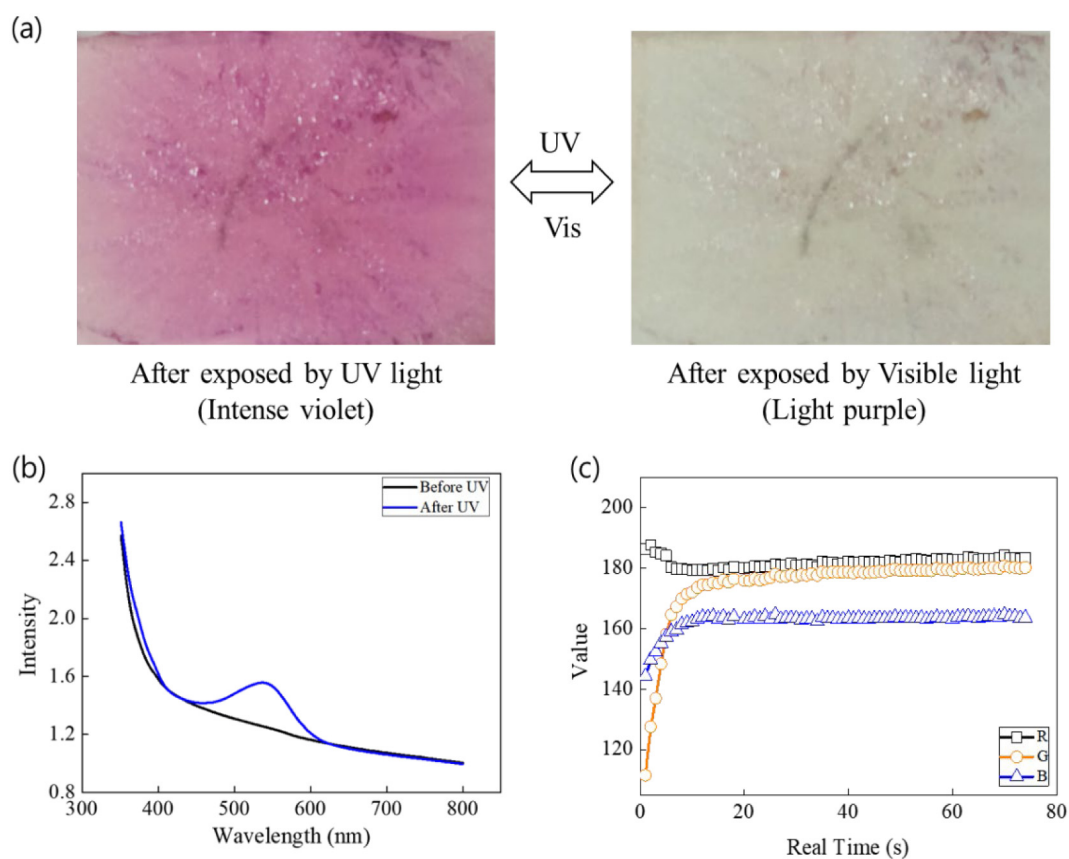 (a)
UV
Vis
After exposed by UV light
(Intense violet)
After exposed by Visible light
(Light purple)
(b)
Before UV
After UV
2.8
2.4
2.0
1.6
1.2
0.8
Intensity
300 400 500 600 700 800
Wavelength (nm)
(c)
200
180
160
140
120
Value
R
G
B
0 20 40 60 80
Real Time (s)